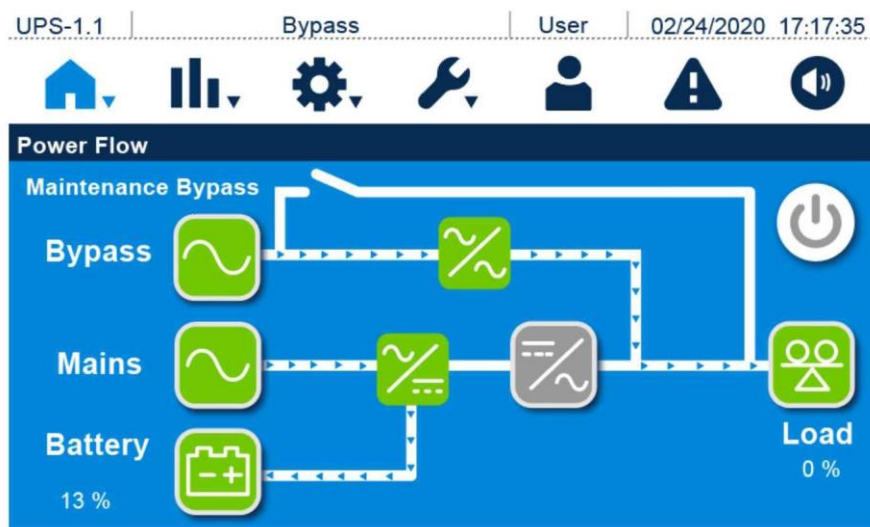 UPS-1.1 Bypass User 02/24/2020 17:17:35
Power Flow
Maintenance Bypass
Bypass
Mains
Battery
13 %
Load
0 %